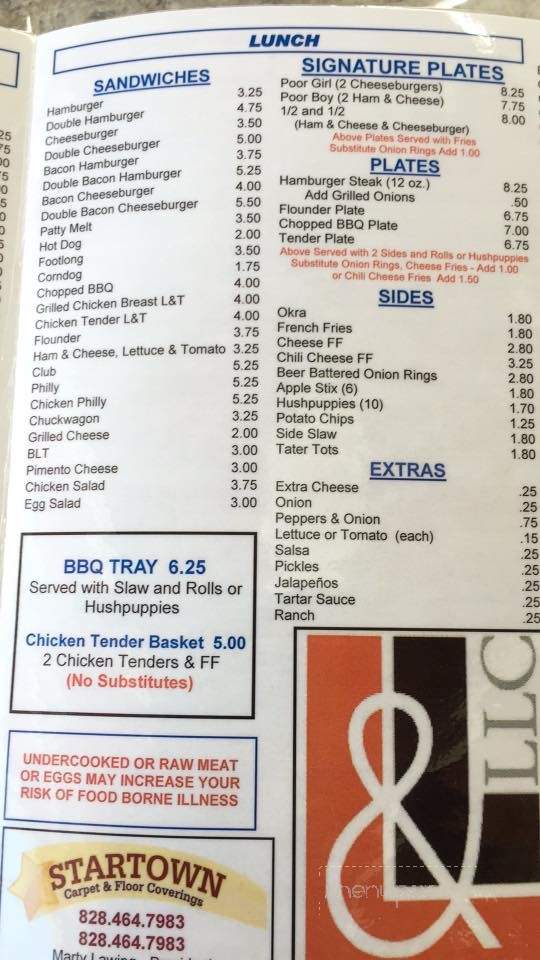 LUNCH
SANDWICHES
Hamburger 3.25
Double Hamburger 4.75
Cheeseburger 3.50
Double Cheeseburger 5.00
Bacon Hamburger 3.75
Double Bacon Hamburger 5.25
Bacon Cheeseburger 4.00
Double Bacon Cheeseburger 5.50
Patty Melt 3.50
Hot Dog 2.00
Footlong 3.50
Corndog 1.75
Chopped BBQ 4.00
Grilled Chicken Breast L&T 4.00
Chicken Tender L&T 4.00
Flounder 3.75
Ham & Cheese, Lettuce & Tomato 3.25
Club 5.25
Philly 5.25
Chicken Philly 5.25
Chuckwagon 3.25
Grilled Cheese 2.00
BLT 3.00
Pimento Cheese 3.00
Chicken Salad 3.75
Egg Salad 3.00
BBQ TRAY 6.25
Served with Slaw and Rolls or
Hushpuppies
Chicken Tender Basket 5.00
2 Chicken Tenders & FF
(No Substitutes)
UNDERCOOKED OR RAW MEAT
OR EGGS MAY INCREASE YOUR
RISK OF FOOD BORNE ILLNESS
STARTOWN
Carpet & Floor Coverings
828.464.7983
828.464.7983
SIGNATURE PLATES
Poor Girl (2 Cheeseburgers) 8.25
Poor Boy (2 Ham & Cheese) 7.75
1/2 and 1/2 8.00
(Ham & Cheese & Cheeseburger)
Above Plates Served with Fries
Substitute Onion Rings Add 1.00
PLATES
Hamburger Steak (12 oz.) 8.25
Add Grilled Onions .50
Flounder Plate 6.75
Chopped BBQ Plate 7.00
Tender Plate 6.75
Above Served with 2 Sides and Rolls or Hushpuppies
Substitute Onion Rings, Cheese Fries - Add 1.00
or Chili Cheese Fries Add 1.50
SIDES
Okra 1.80
French Fries 1.80
Cheese FF 2.80
Chili Cheese FF 3.25
Beer Battered Onion Rings 2.80
Apple Stix (6) 1.80
Hushpuppies (10) 1.70
Potato Chips 1.25
Side Slaw 1.80
Tater Tots 1.80
EXTRAS
Extra Cheese .25
Onion .25
Peppers & Onion .75
Lettuce or Tomato (each) .15
Salsa .25
Pickles .25
Jalapeños .25
Tartar Sauce .25
Ranch .25
&
LLC